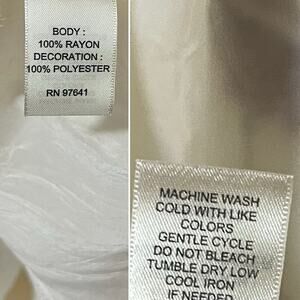 BODY :
100% RAYON
DECORATION :
100% POLYESTER
RN 97641
MACHINE WASH
COLD WITH LIKE
COLORS
GENTLE CYCLE
DO NOT BLEACH
TUMBLE DRY LOW
COOL IRON
IF NEEDED